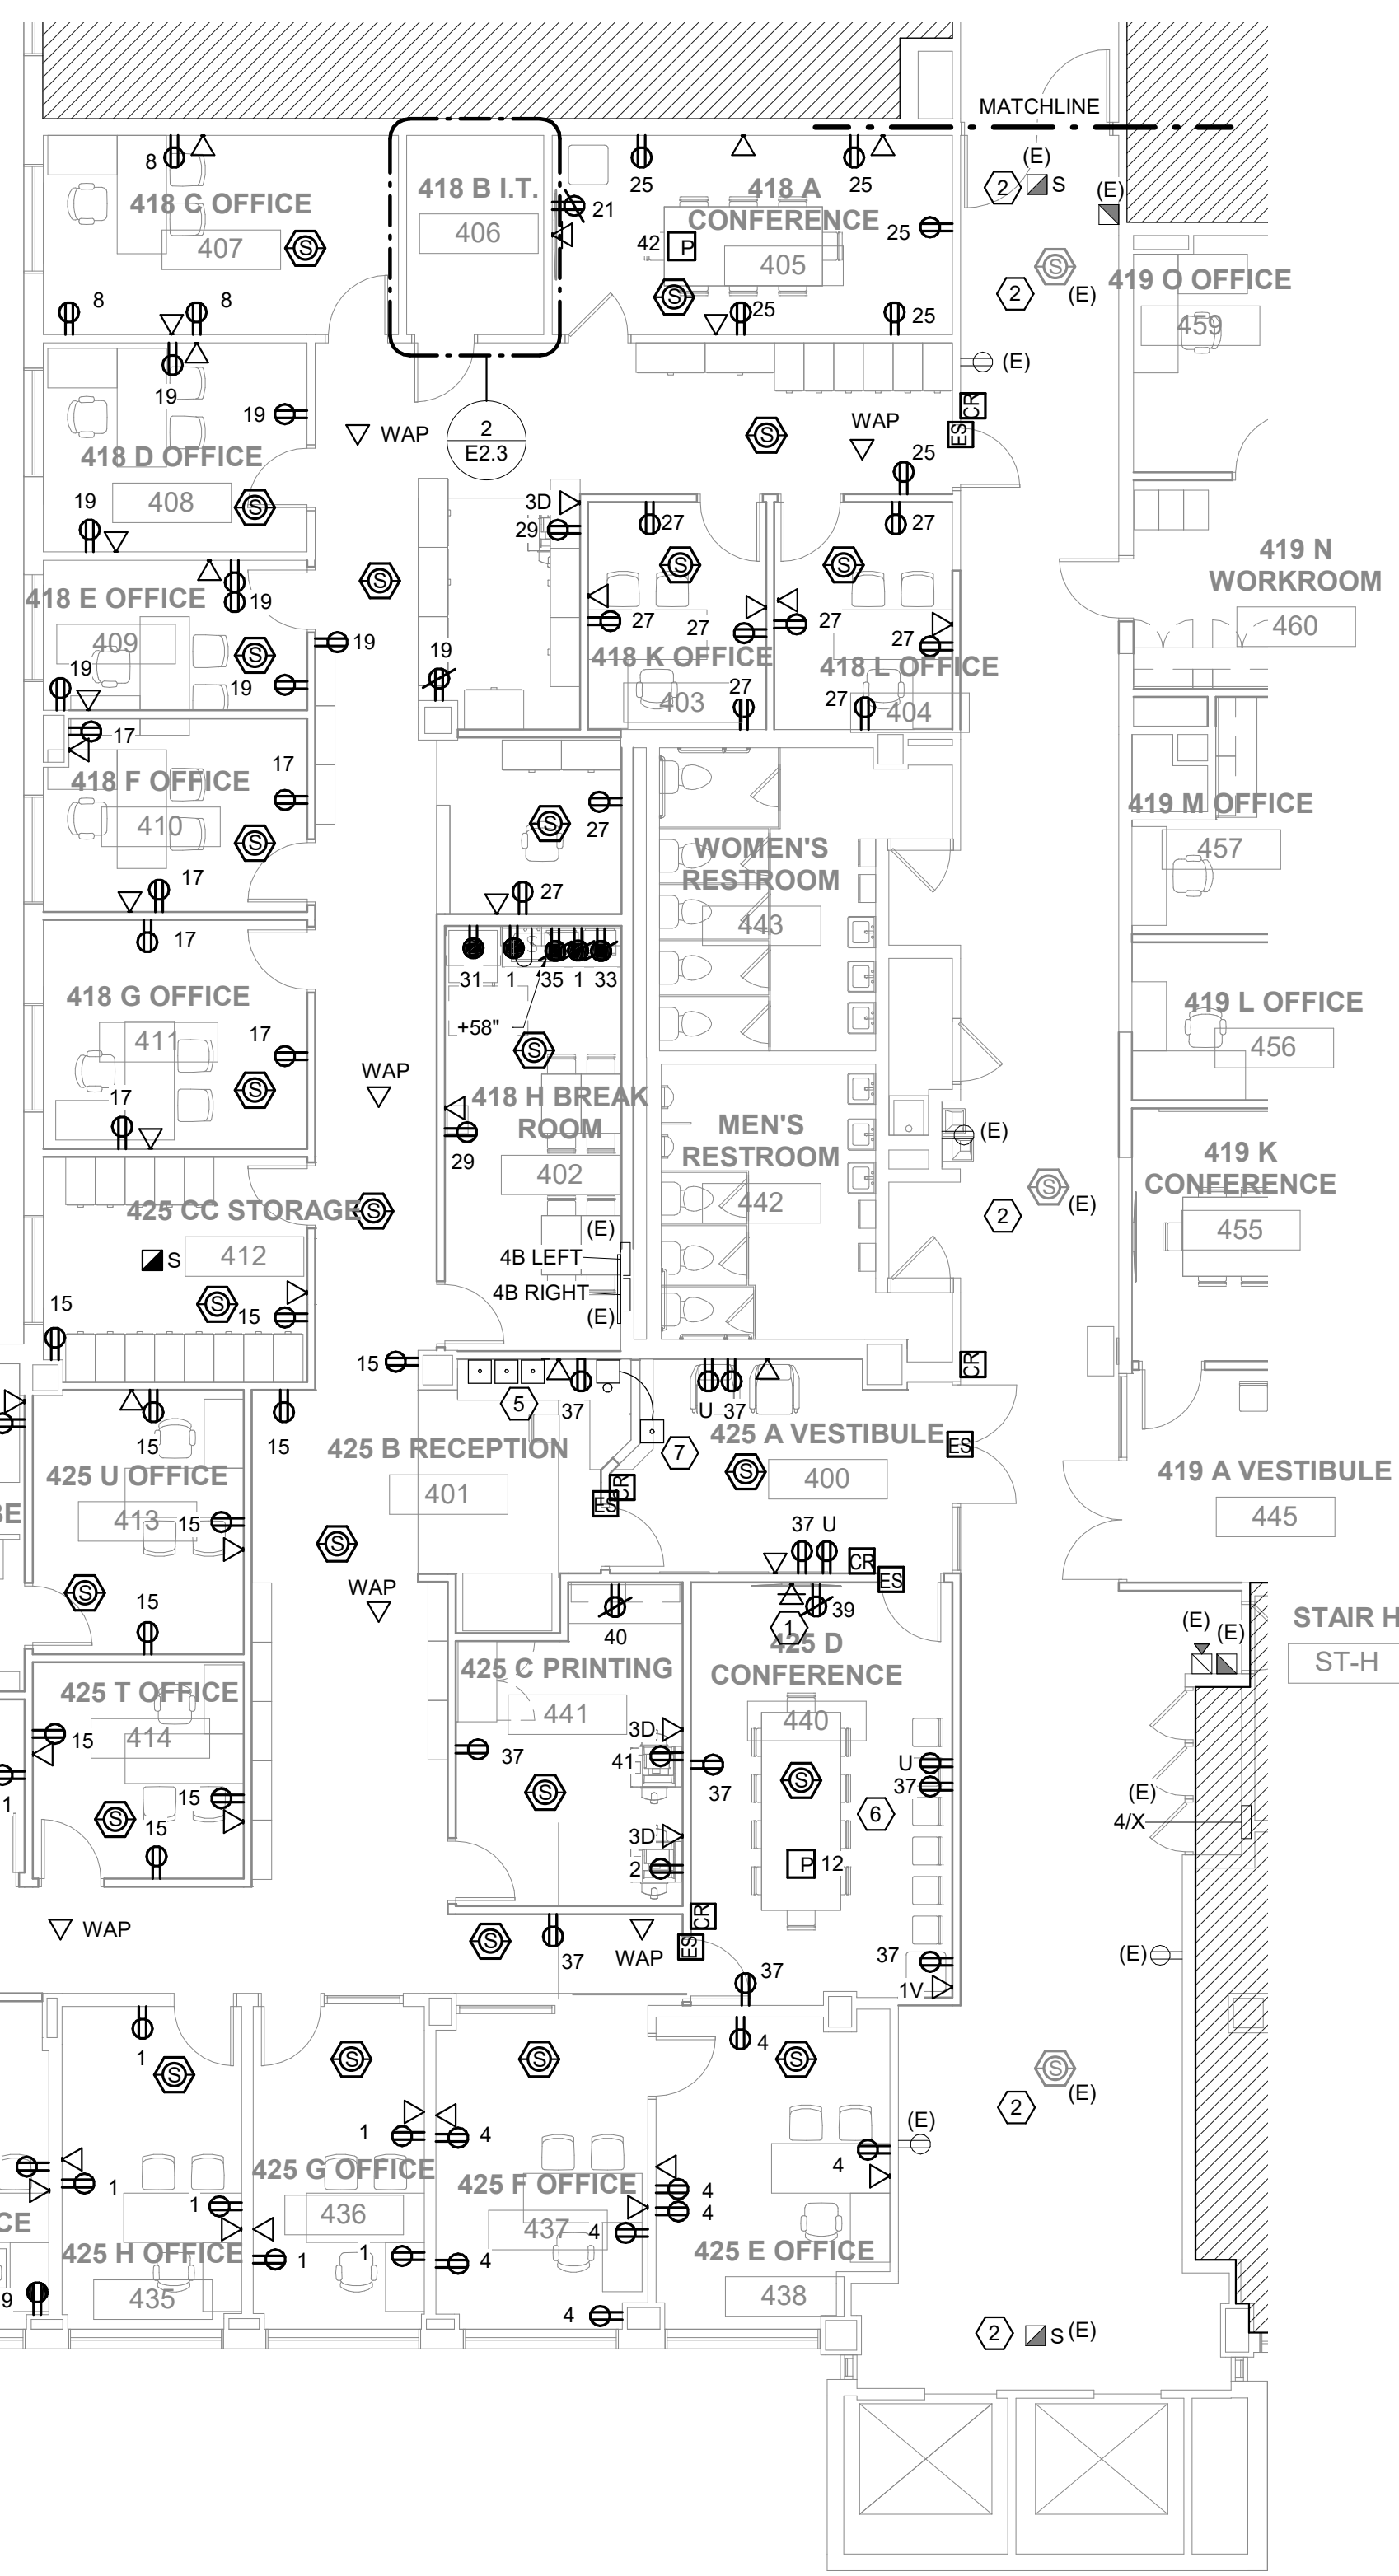 MATCHLINE
(E)
2
S
(E)
8
418 C OFFICE
407
S
8
8
418 B I.T.
406
21
25
25
418 A
CONFERENCE
405
42
P
S
25
25
25
2
S
(E)
419 O OFFICE
459
(E)
CR
ES
19
19
418 D OFFICE
408
S
19
WAP
2
E2.3
S
WAP
25
3D
29
S
27
27
S
S
27
27
27
27
418 K OFFICE
403
27
418 L OFFICE
404
27
419 N
WORKROOM
460
418 E OFFICE
409
19
19
S
19
19
19
17
418 F OFFICE
410
17
S
17
S
27
27
WOMEN'S
RESTROOM
443
419 M OFFICE
457
17
418 G OFFICE
411
17
S
17
WAP
31
1
35
1
33
+58"
S
418 H BREAK
ROOM
402
29
419 L OFFICE
456
MEN'S
RESTROOM
442
(E)
419 K
CONFERENCE
455
S
(E)
2
425 CC STORAGE
412
S
S
S
15
15
(E)
4B LEFT
4B RIGHT
(E)
15
CR
5
37
U
37
7
425 A VESTIBULE
400
S
ES
425 B RECEPTION
401
CR
ES
S
WAP
15
15
425 U OFFICE
413
15
S
15
BE
419 A VESTIBULE
445
37
U
CR
ES
1
39
40
425 D
CONFERENCE
440
425 C PRINTING
441
3D
41
37
37
S
S
U
37
6
3D
2
P
12
(E)
(E)
STAIR H
ST-H
(E)
4/X
425 T OFFICE
414
15
15
S
15
1
WAP
S
37
WAP
CR
ES
37
37
1V
(E)
1
S
S
S
4
S
S
(E)
2
(E)
1
4
4
1
1
425 G OFFICE
436
425 F OFFICE
437
4
4
4
CE
425 H OFFICE
435
1
1
4
425 E OFFICE
438
9
4
2
S
(E)